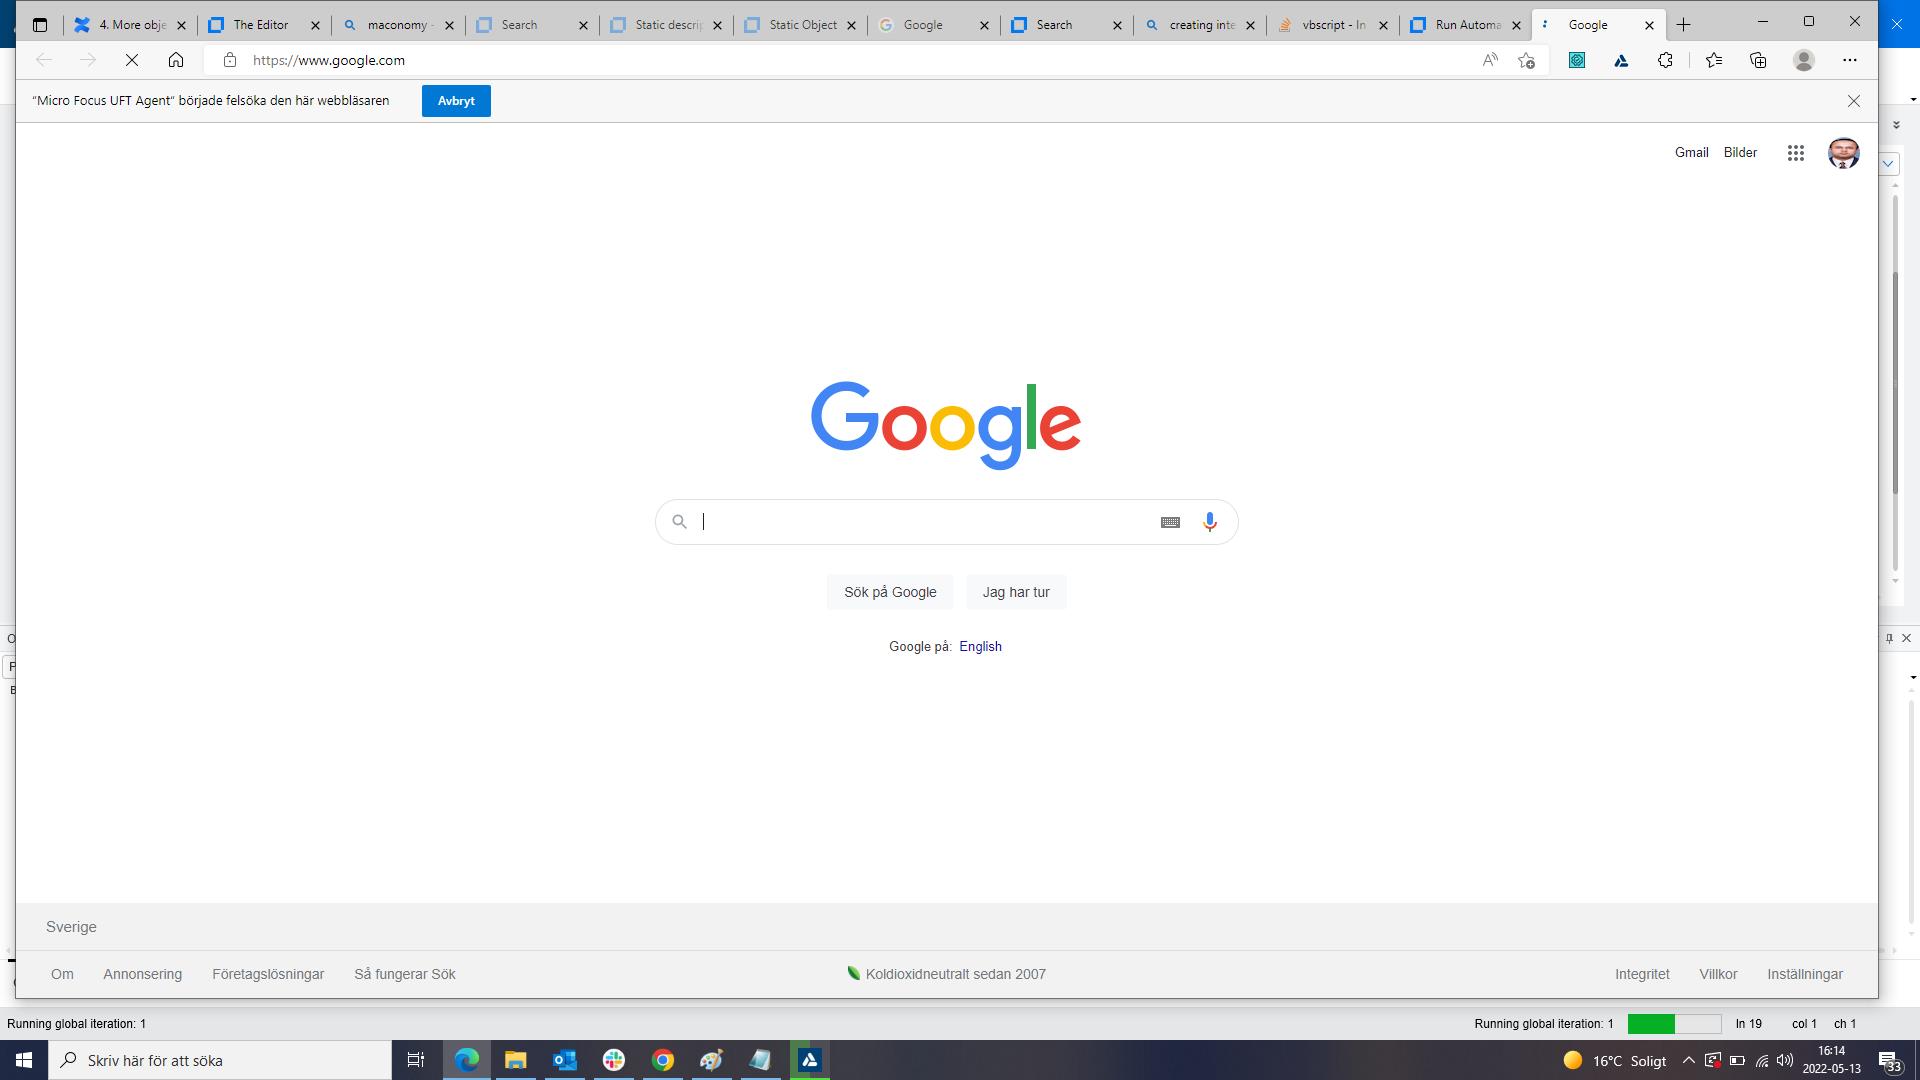 4. More obje
The Editor
maconomy -
Search
Static descrip
Static Object
Google
Search
creating inte
vbscript - In
Run Automa
Google
https://www.google.com
“Micro Focus UFT Agent” började felsöka den här webbläsaren
Avbryt
Gmail Bilder
Google
Sök på Google
Jag har tur
Google på: English
Sverige
Om Annonsering Företagslösningar Så fungerar Sök
Koldioxidneutralt sedan 2007
Integritet Villkor Inställningar
Running global iteration: 1
Running global iteration: 1
ln 19 col 1 ch 1
Skriv här för att söka
16°C Soligt
16:14
2022-05-13
33